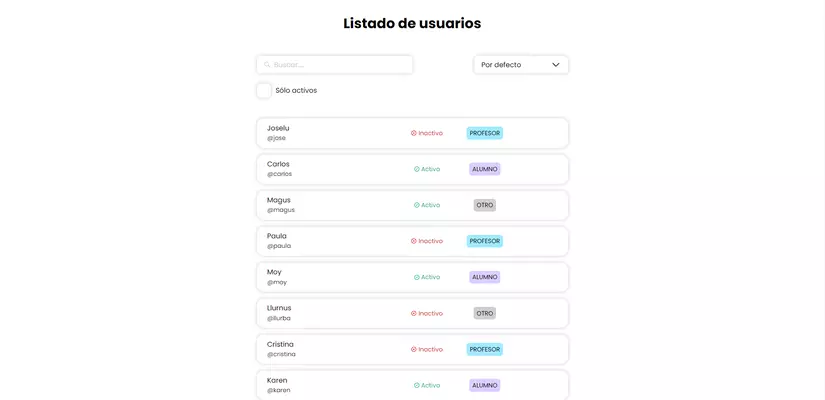 Listado de usuarios
Buscar...
Por defecto
Sólo activos
Joselu
@jose
Inactivo
PROFESOR
Carlos
@carlos
Activo
ALUMNO
Magus
@magus
Activo
OTRO
Paula
@paula
Inactivo
PROFESOR
Moy
@moy
Activo
ALUMNO
Llurnus
@llurba
Inactivo
OTRO
Cristina
@cristina
Inactivo
PROFESOR
Karen
@karen
Activo
ALUMNO